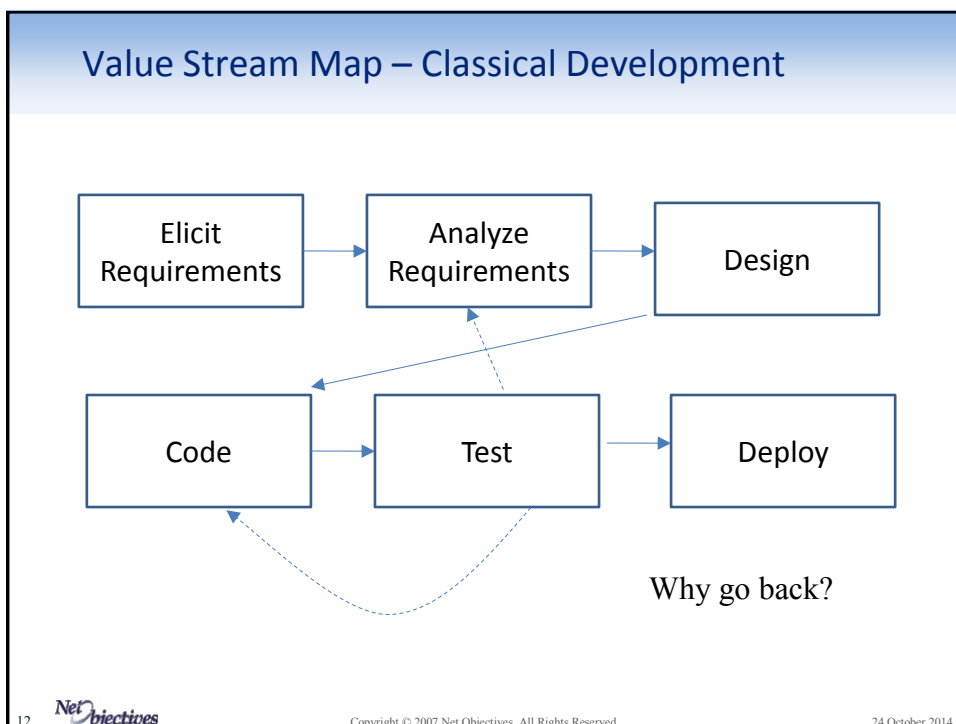 Value Stream Map – Classical Development
Elicit
Requirements
Analyze
Requirements
Design
Code
Test
Deploy
Why go back?
12
Net Objectives
Copyright © 2007 Net Objectives. All Rights Reserved
24 October 2014